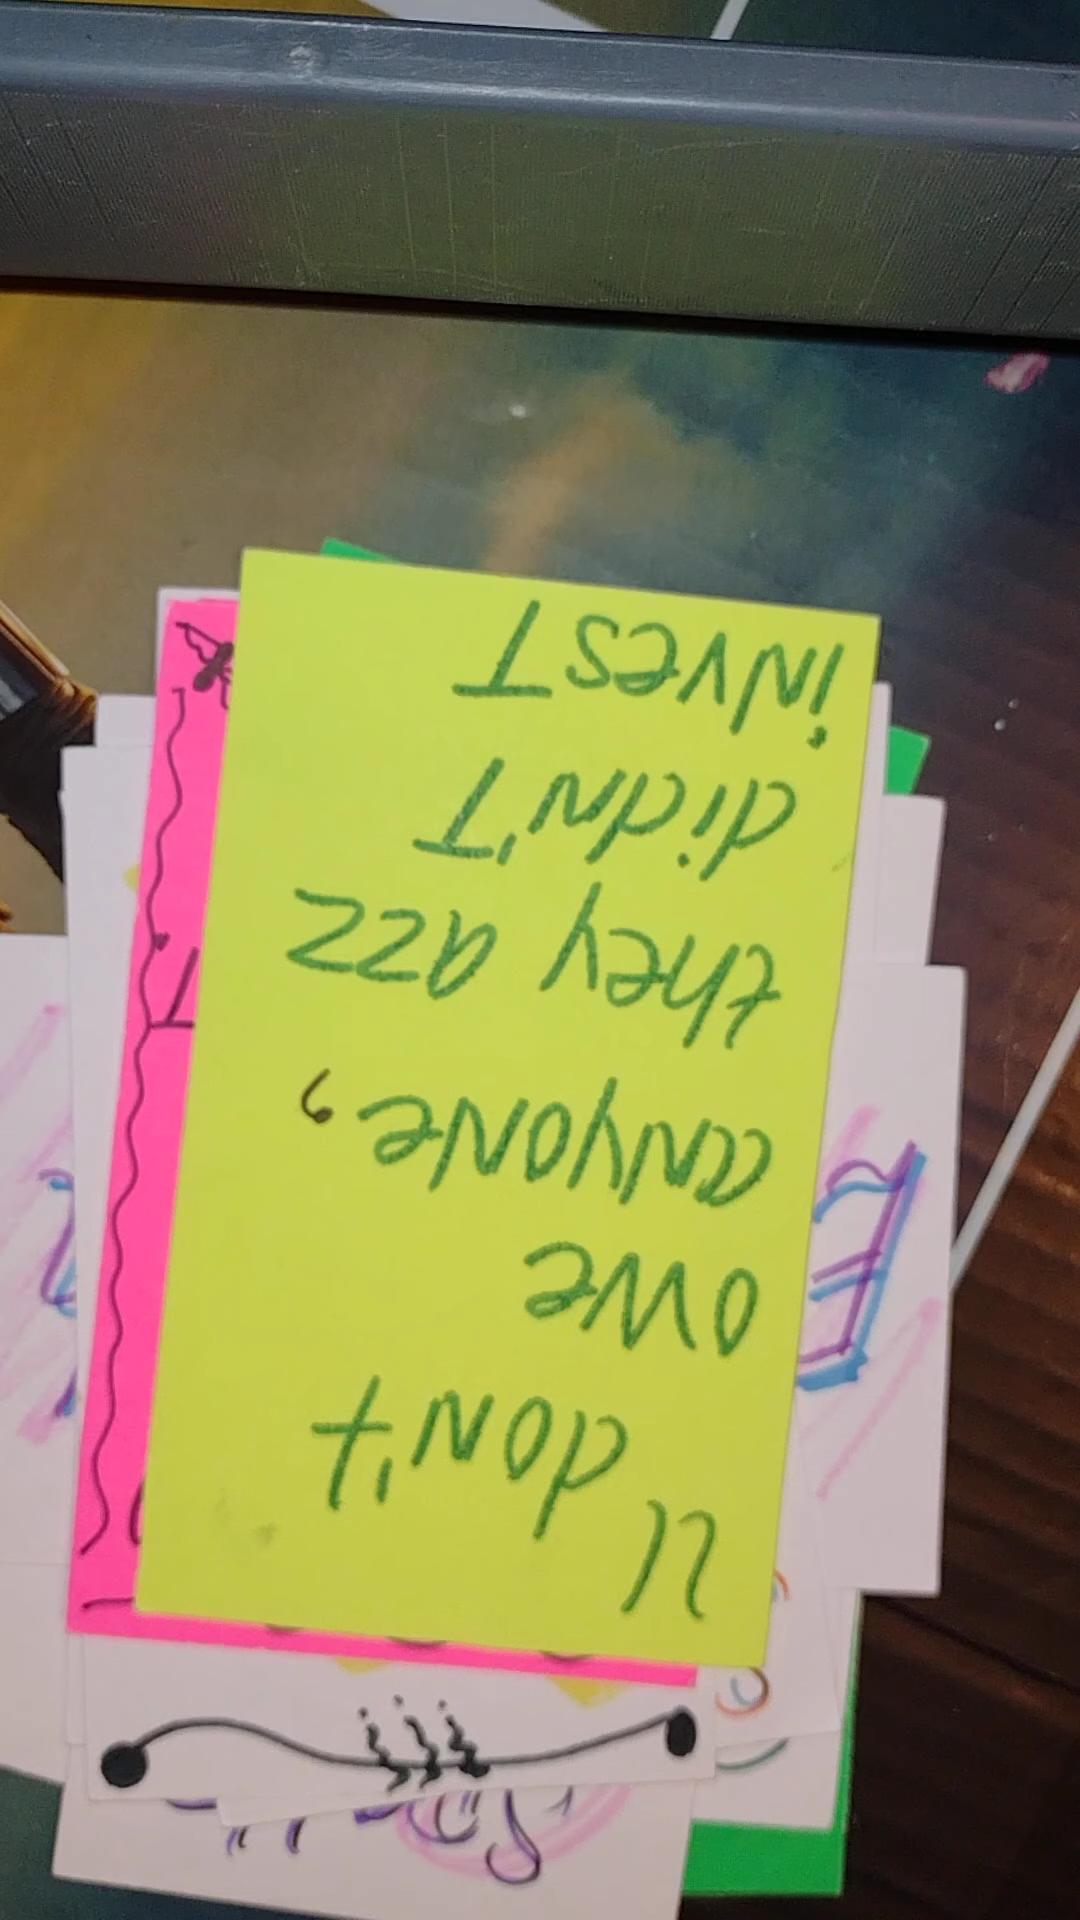 U
don't
owe
anyone,
they azz
didn't
invest